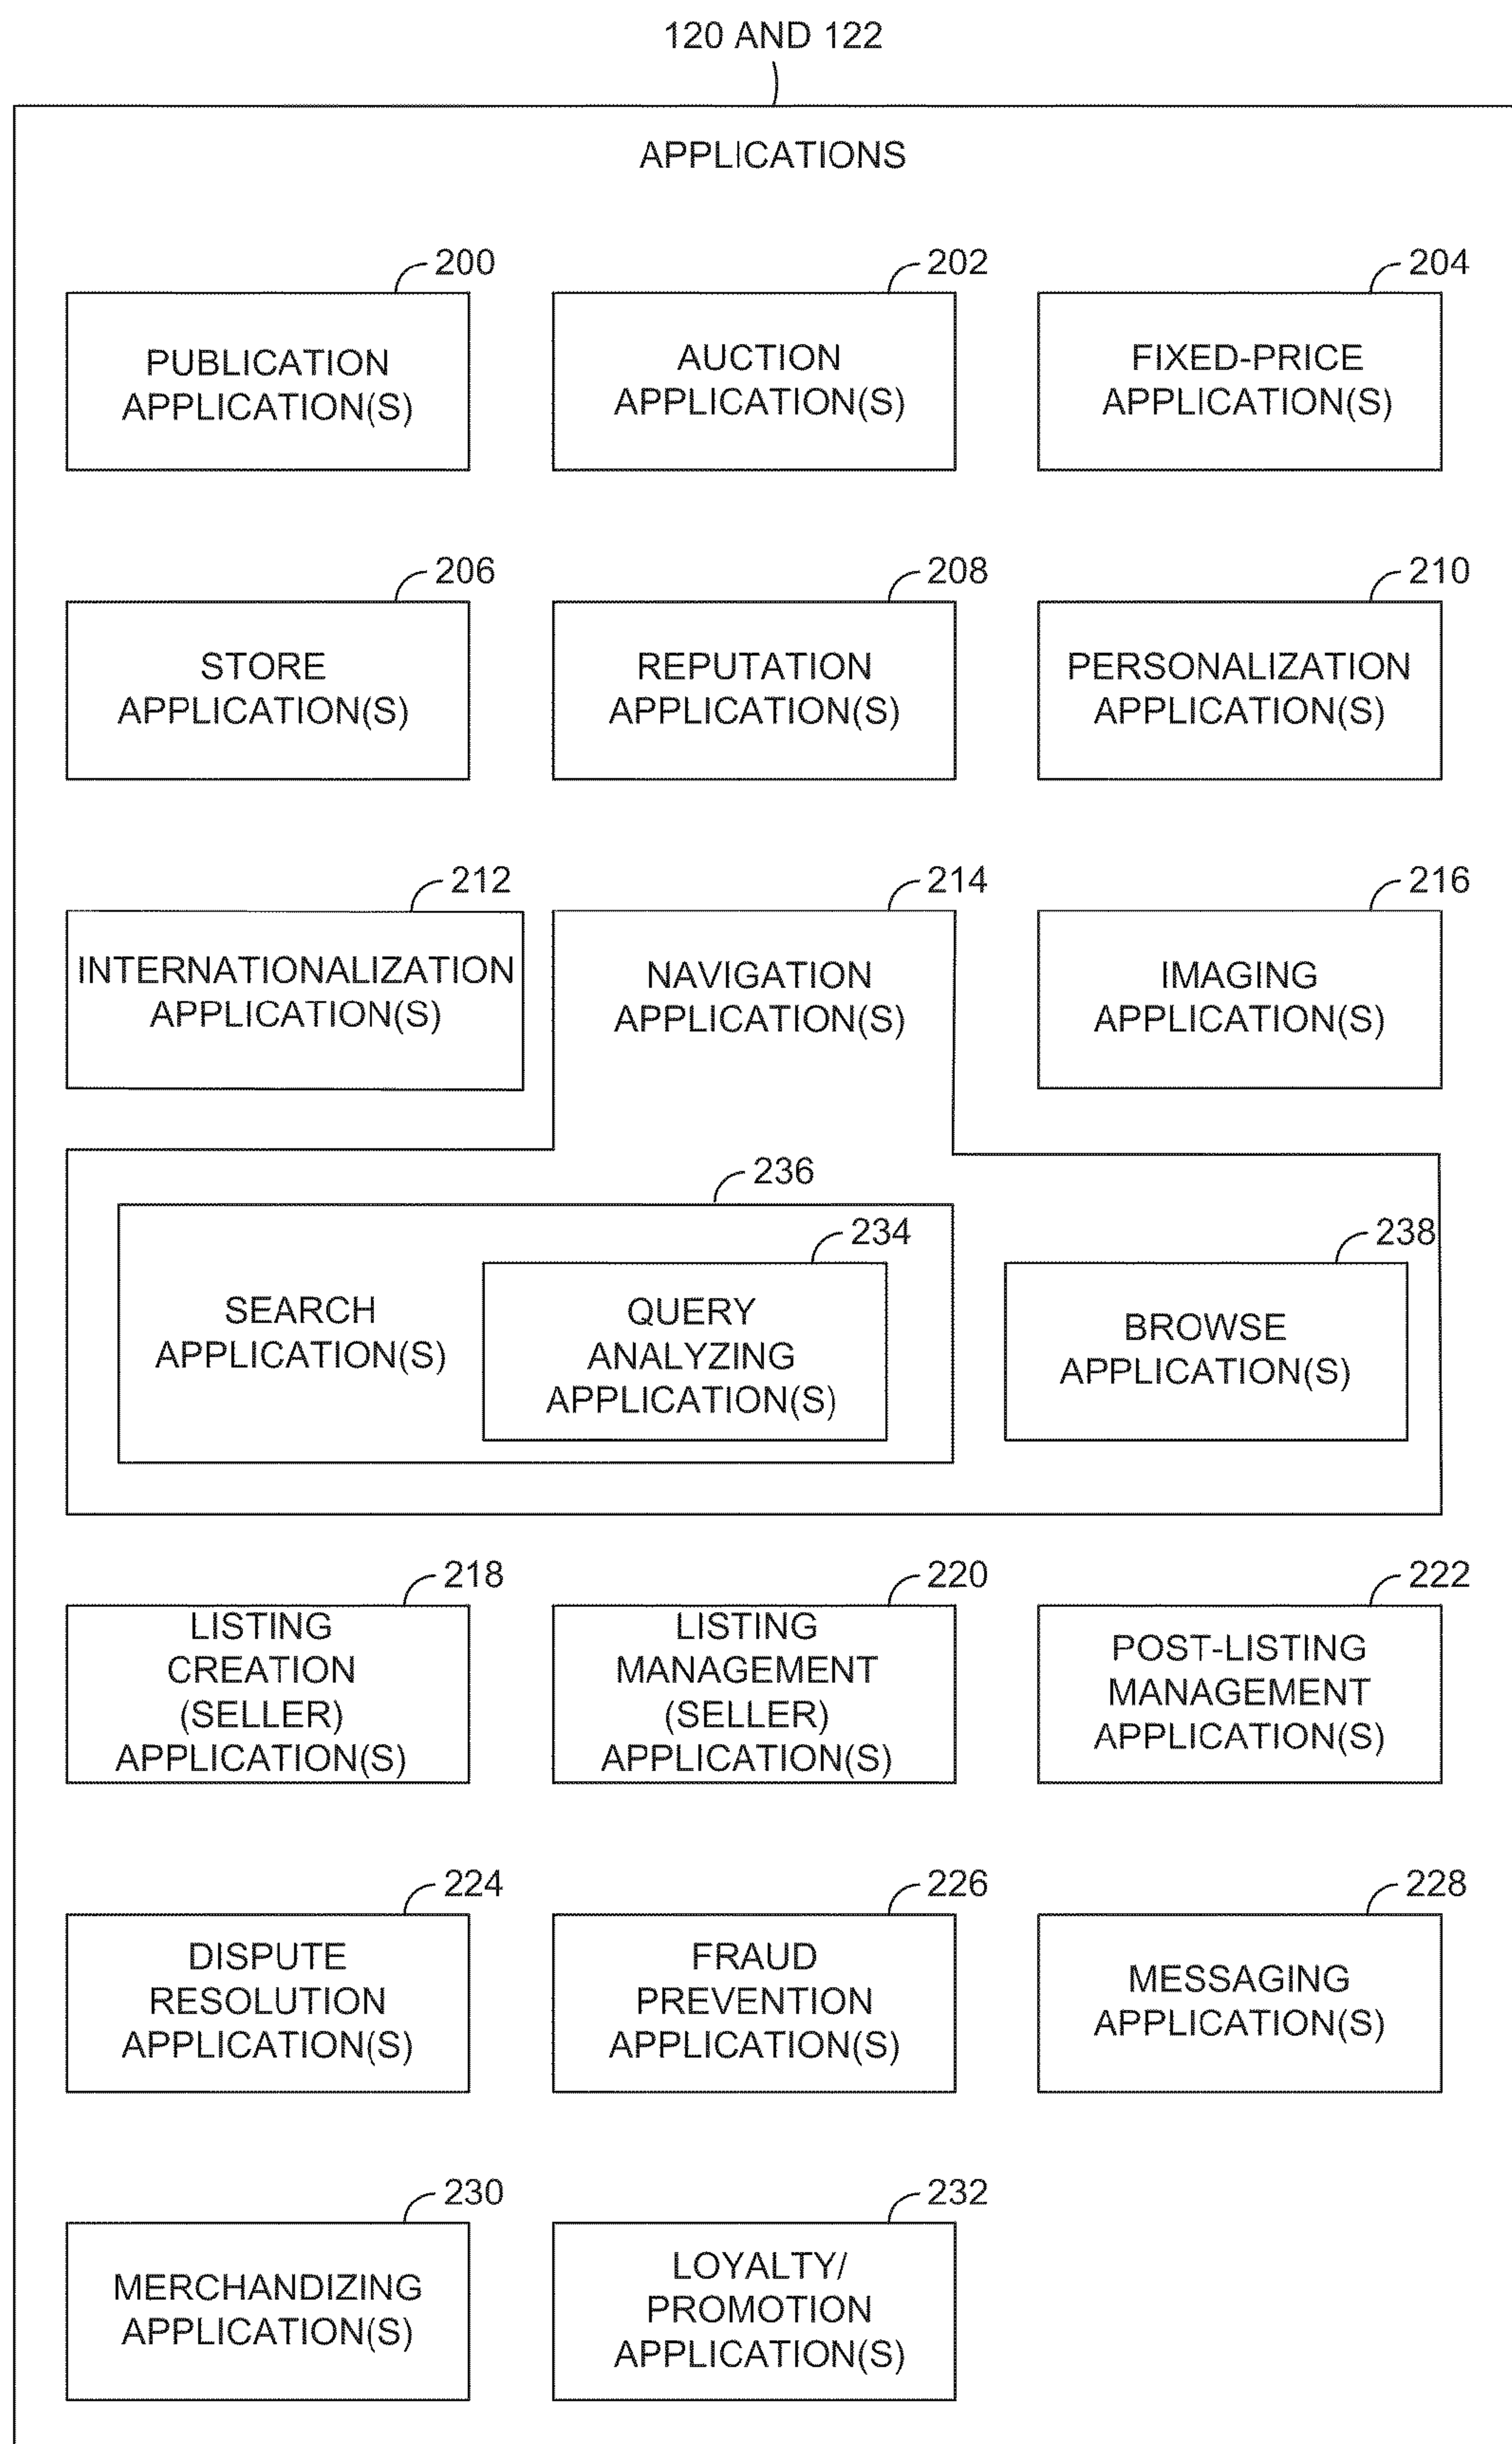 120 AND 122
APPLICATIONS
200
PUBLICATION
APPLICATION(S)
202
AUCTION
APPLICATION(S)
204
FIXED-PRICE
APPLICATION(S)
206
STORE
APPLICATION(S)
208
REPUTATION
APPLICATION(S)
210
PERSONALIZATION
APPLICATION(S)
212
INTERNATIONALIZATION
APPLICATION(S)
214
NAVIGATION
APPLICATION(S)
216
IMAGING
APPLICATION(S)
236
SEARCH
APPLICATION(S)
234
QUERY
ANALYZING
APPLICATION(S)
238
BROWSE
APPLICATION(S)
218
LISTING
CREATION
(SELLER)
APPLICATION(S)
220
LISTING
MANAGEMENT
(SELLER)
APPLICATION(S)
222
POST-LISTING
MANAGEMENT
APPLICATION(S)
224
DISPUTE
RESOLUTION
APPLICATION(S)
226
FRAUD
PREVENTION
APPLICATION(S)
228
MESSAGING
APPLICATION(S)
230
MERCHANDIZING
APPLICATION(S)
232
LOYALTY/
PROMOTION
APPLICATION(S)